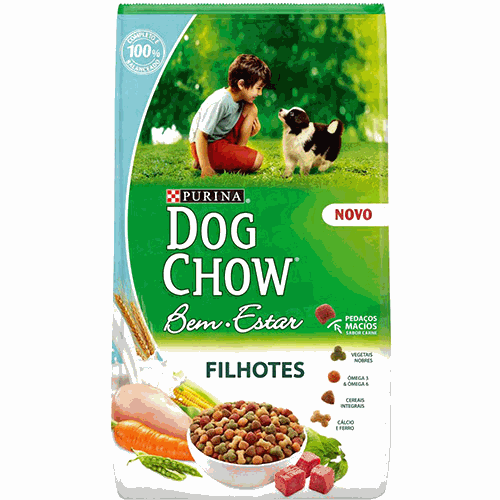 COMPLETO E
100%
BALANCEADO
PURINA®
NOVO
DOG
CHOW®
Bem·Estar
PEDAÇOS
MACIOS
SABOR CARNE
FILHOTES
VEGETAIS
NOBRES
ÔMEGA 3
& ÔMEGA 6
CEREAIS
INTEGRAIS
CÁLCIO
E FERRO